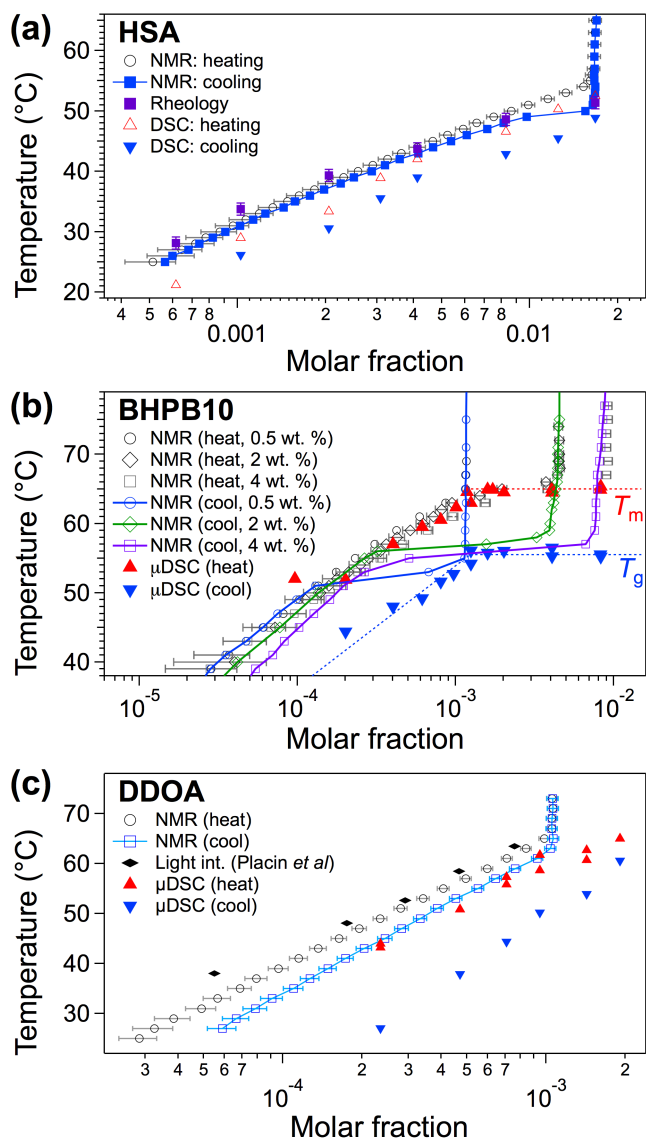 (a)
HSA
NMR: heating
NMR: cooling
Rheology
DSC: heating
DSC: cooling
Temperature (°C)
60
50
40
30
20
4 5 6 7 8 0.001 2 3 4 5 6 7 8 0.01 2
Molar fraction
(b)
BHPB10
NMR (heat, 0.5 wt. %)
NMR (heat, 2 wt. %)
NMR (heat, 4 wt. %)
NMR (cool, 0.5 wt. %)
NMR (cool, 2 wt. %)
NMR (cool, 4 wt. %)
µDSC (heat)
µDSC (cool)
Tm
Tg
Temperature (°C)
70
60
50
40
10-5 10-4 10-3 10-2
Molar fraction
(c)
DDOA
NMR (heat)
NMR (cool)
Light int. (Placin et al)
µDSC (heat)
µDSC (cool)
Temperature (°C)
70
60
50
40
30
3 4 5 6 7 10-4 2 3 4 5 6 7 10-3 2
Molar fraction